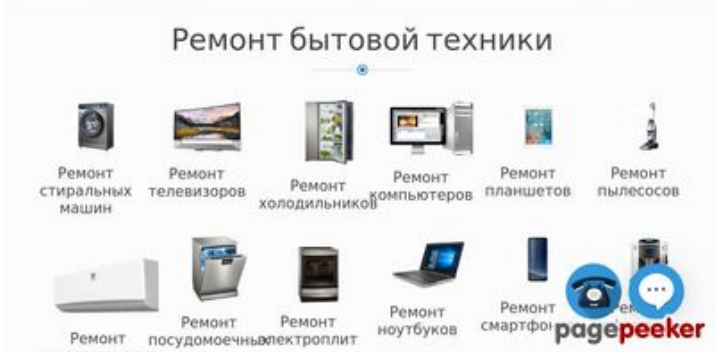 Ремонт бытовой техники
Ремонт
стиральных
машин
Ремонт
телевизоров
Ремонт
холодильников
Ремонт
компьютеров
Ремонт
планшетов
Ремонт
пылесосов
Ремонт
Ремонт
посудомоечных
Ремонт
электроплит
Ремонт
ноутбуков
Ремонт
pagepeeker